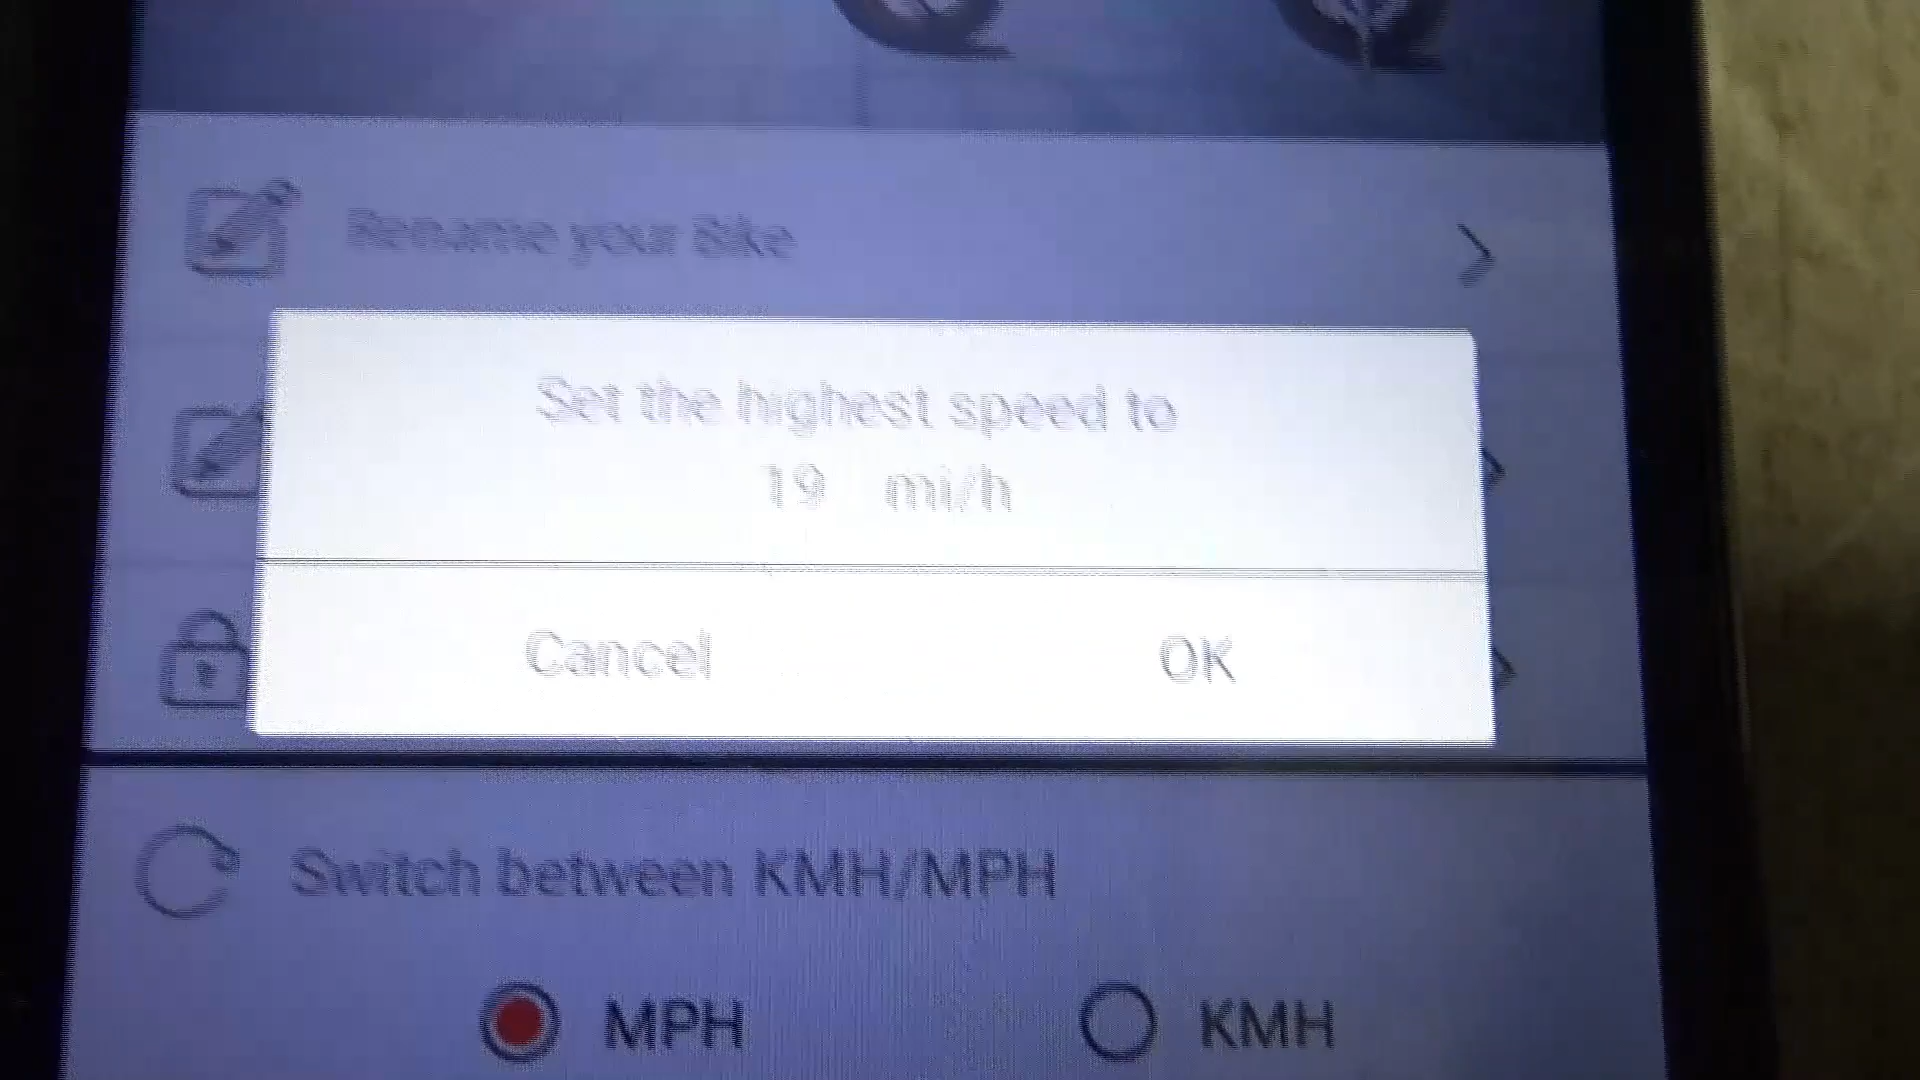 Rename your Bike
Set the highest speed to
19 mi/h
Cancel OK
Switch between KMH/MPH
MPH KMH